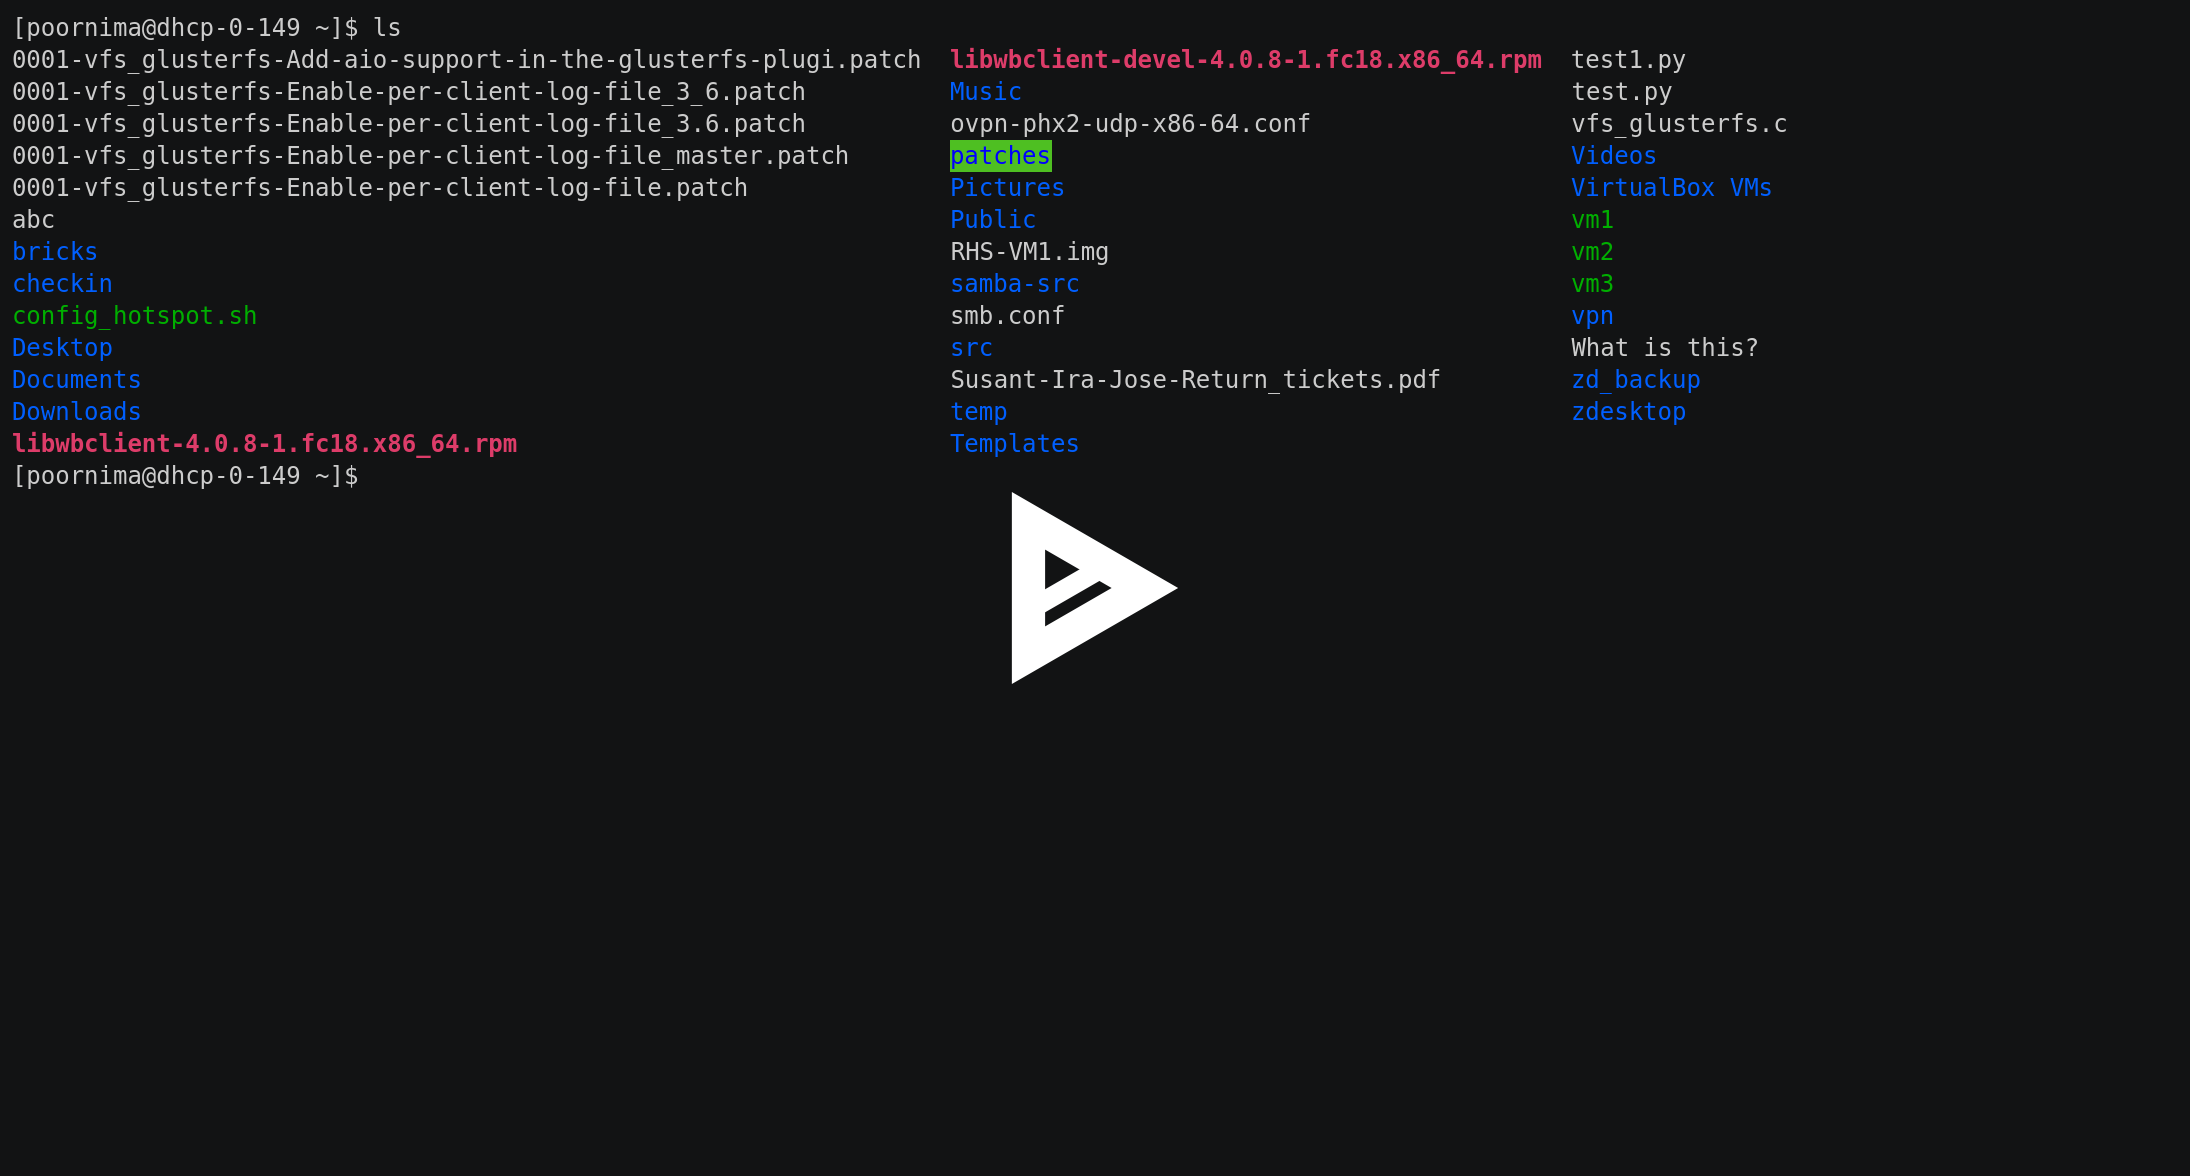 [poornima@dhcp-0-149 ~]$ ls
0001-vfs_glusterfs-Add-aio-support-in-the-glusterfs-plugi.patch  libwbclient-devel-4.0.8-1.fc18.x86_64.rpm  test1.py
0001-vfs_glusterfs-Enable-per-client-log-file_3_6.patch          Music                                      test.py
0001-vfs_glusterfs-Enable-per-client-log-file_3.6.patch          ovpn-phx2-udp-x86-64.conf                  vfs_glusterfs.c
0001-vfs_glusterfs-Enable-per-client-log-file_master.patch       patches                                    Videos
0001-vfs_glusterfs-Enable-per-client-log-file.patch              Pictures                                   VirtualBox VMs
abc                                                              Public                                     vm1
bricks                                                           RHS-VM1.img                                vm2
checkin                                                          samba-src                                  vm3
config_hotspot.sh                                                smb.conf                                   vpn
Desktop                                                          src                                        What is this?
Documents                                                        Susant-Ira-Jose-Return_tickets.pdf         zd_backup
Downloads                                                        temp                                       zdesktop
libwbclient-4.0.8-1.fc18.x86_64.rpm                              Templates
[poornima@dhcp-0-149 ~]$